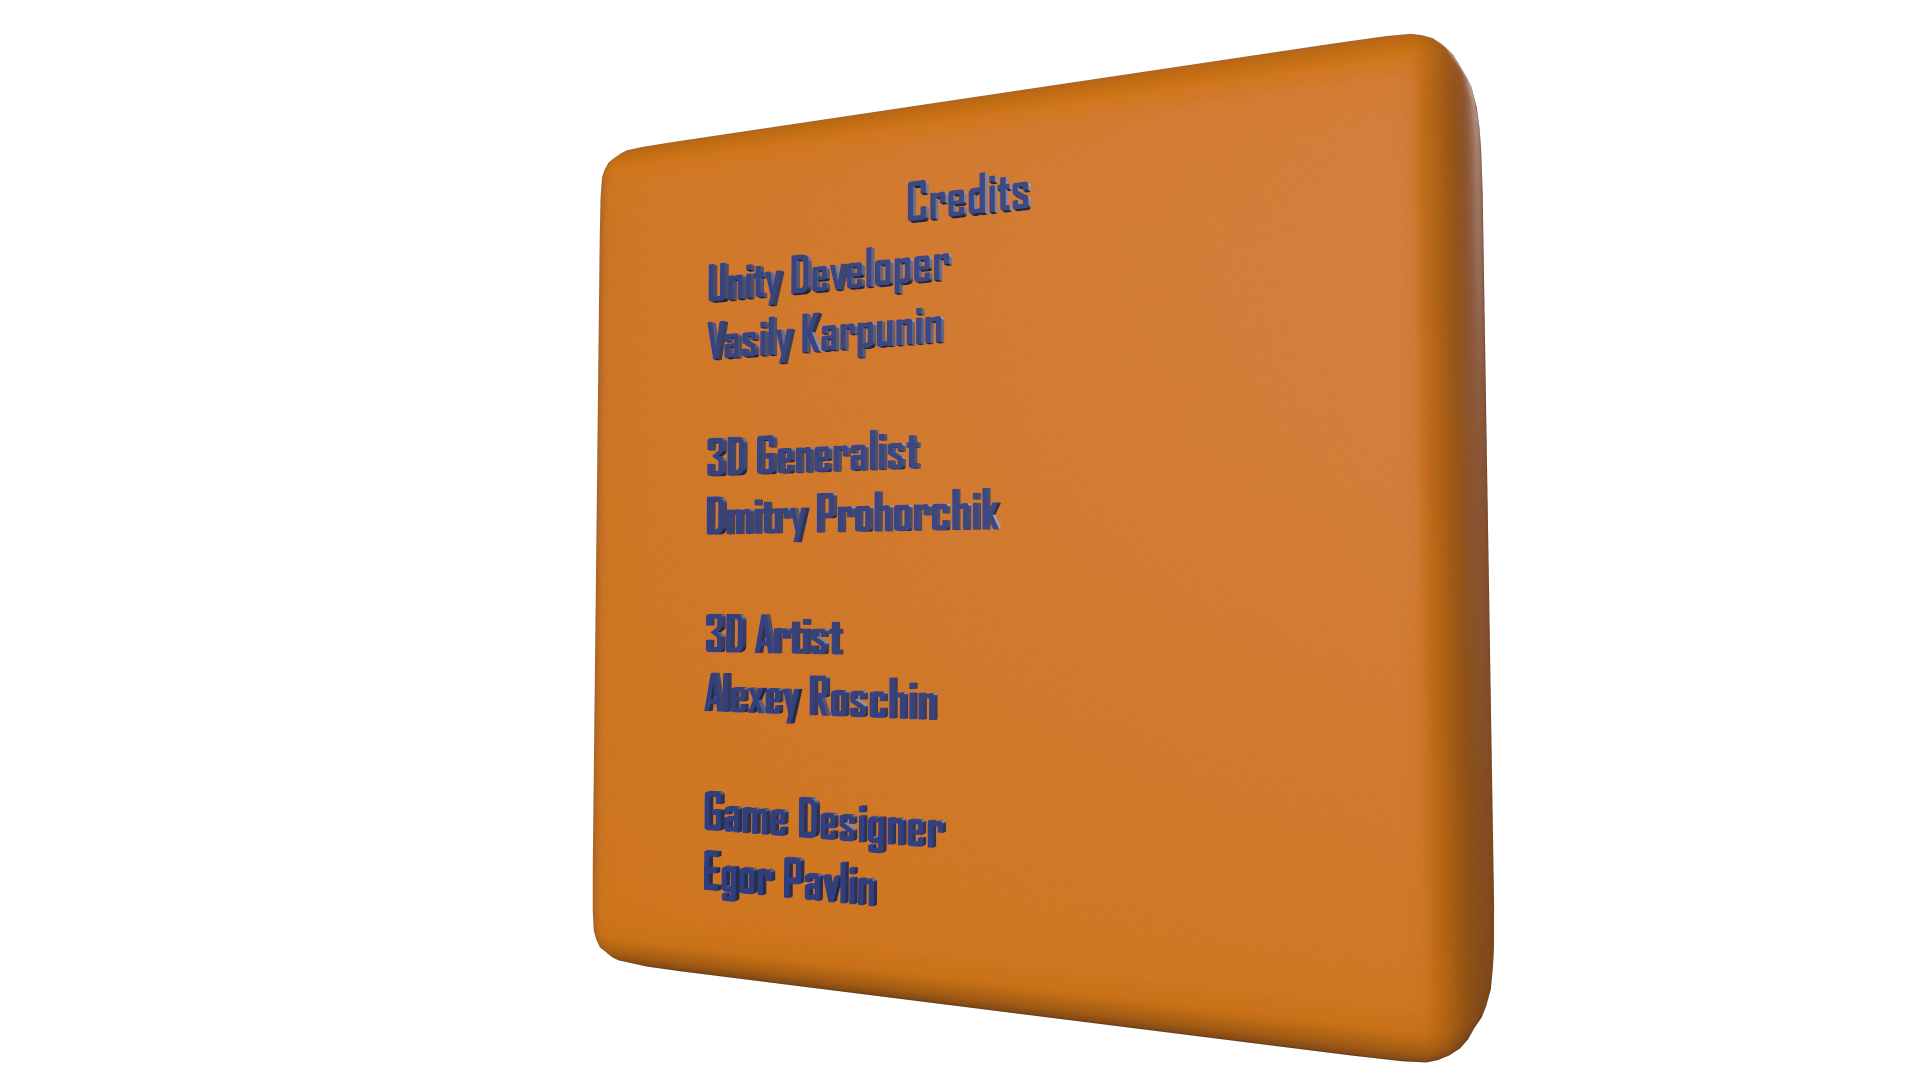 Credits
Unity Developer
Vasily Karpunin
3D Generalist
Dmitry Prohorchik
3D Artist
Alexey Roschin
Game Designer
Egor Pavlin